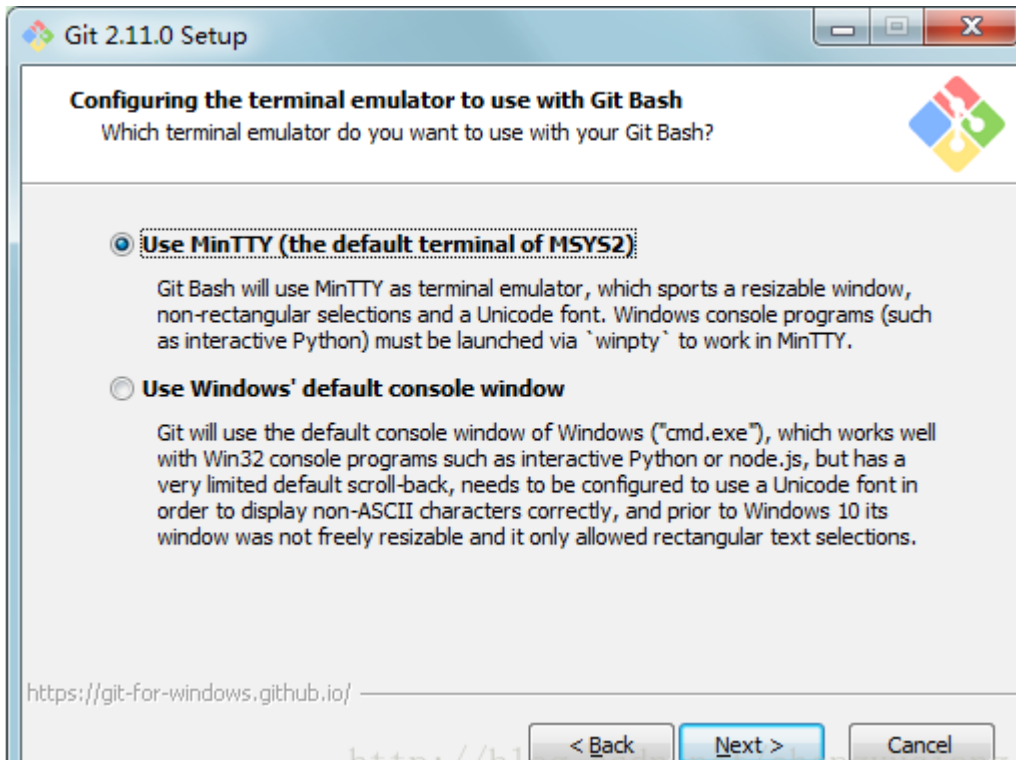 Git 2.11.0 Setup
Configuring the terminal emulator to use with Git Bash
Which terminal emulator do you want to use with your Git Bash?
Use MinTTY (the default terminal of MSYS2)
Git Bash will use MinTTY as terminal emulator, which sports a resizable window,
non-rectangular selections and a Unicode font. Windows console programs (such
as interactive Python) must be launched via `winpty` to work in MinTTY.
Use Windows' default console window
Git will use the default console window of Windows ("cmd.exe"), which works well
with Win32 console programs such as interactive Python or node.js, but has a
very limited default scroll-back, needs to be configured to use a Unicode font in
order to display non-ASCII characters correctly, and prior to Windows 10 its
window was not freely resizable and it only allowed rectangular text selections.
https://git-for-windows.github.io/
< Back Next > Cancel